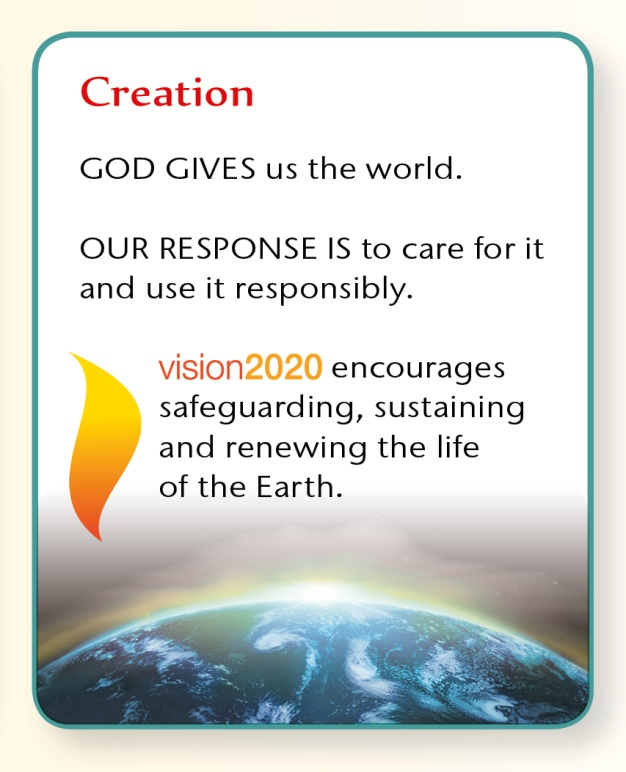 Creation
GOD GIVES us the world.
OUR RESPONSE IS to care for it
and use it responsibly.
vision2020 encourages
safeguarding, sustaining
and renewing the life
of the Earth.